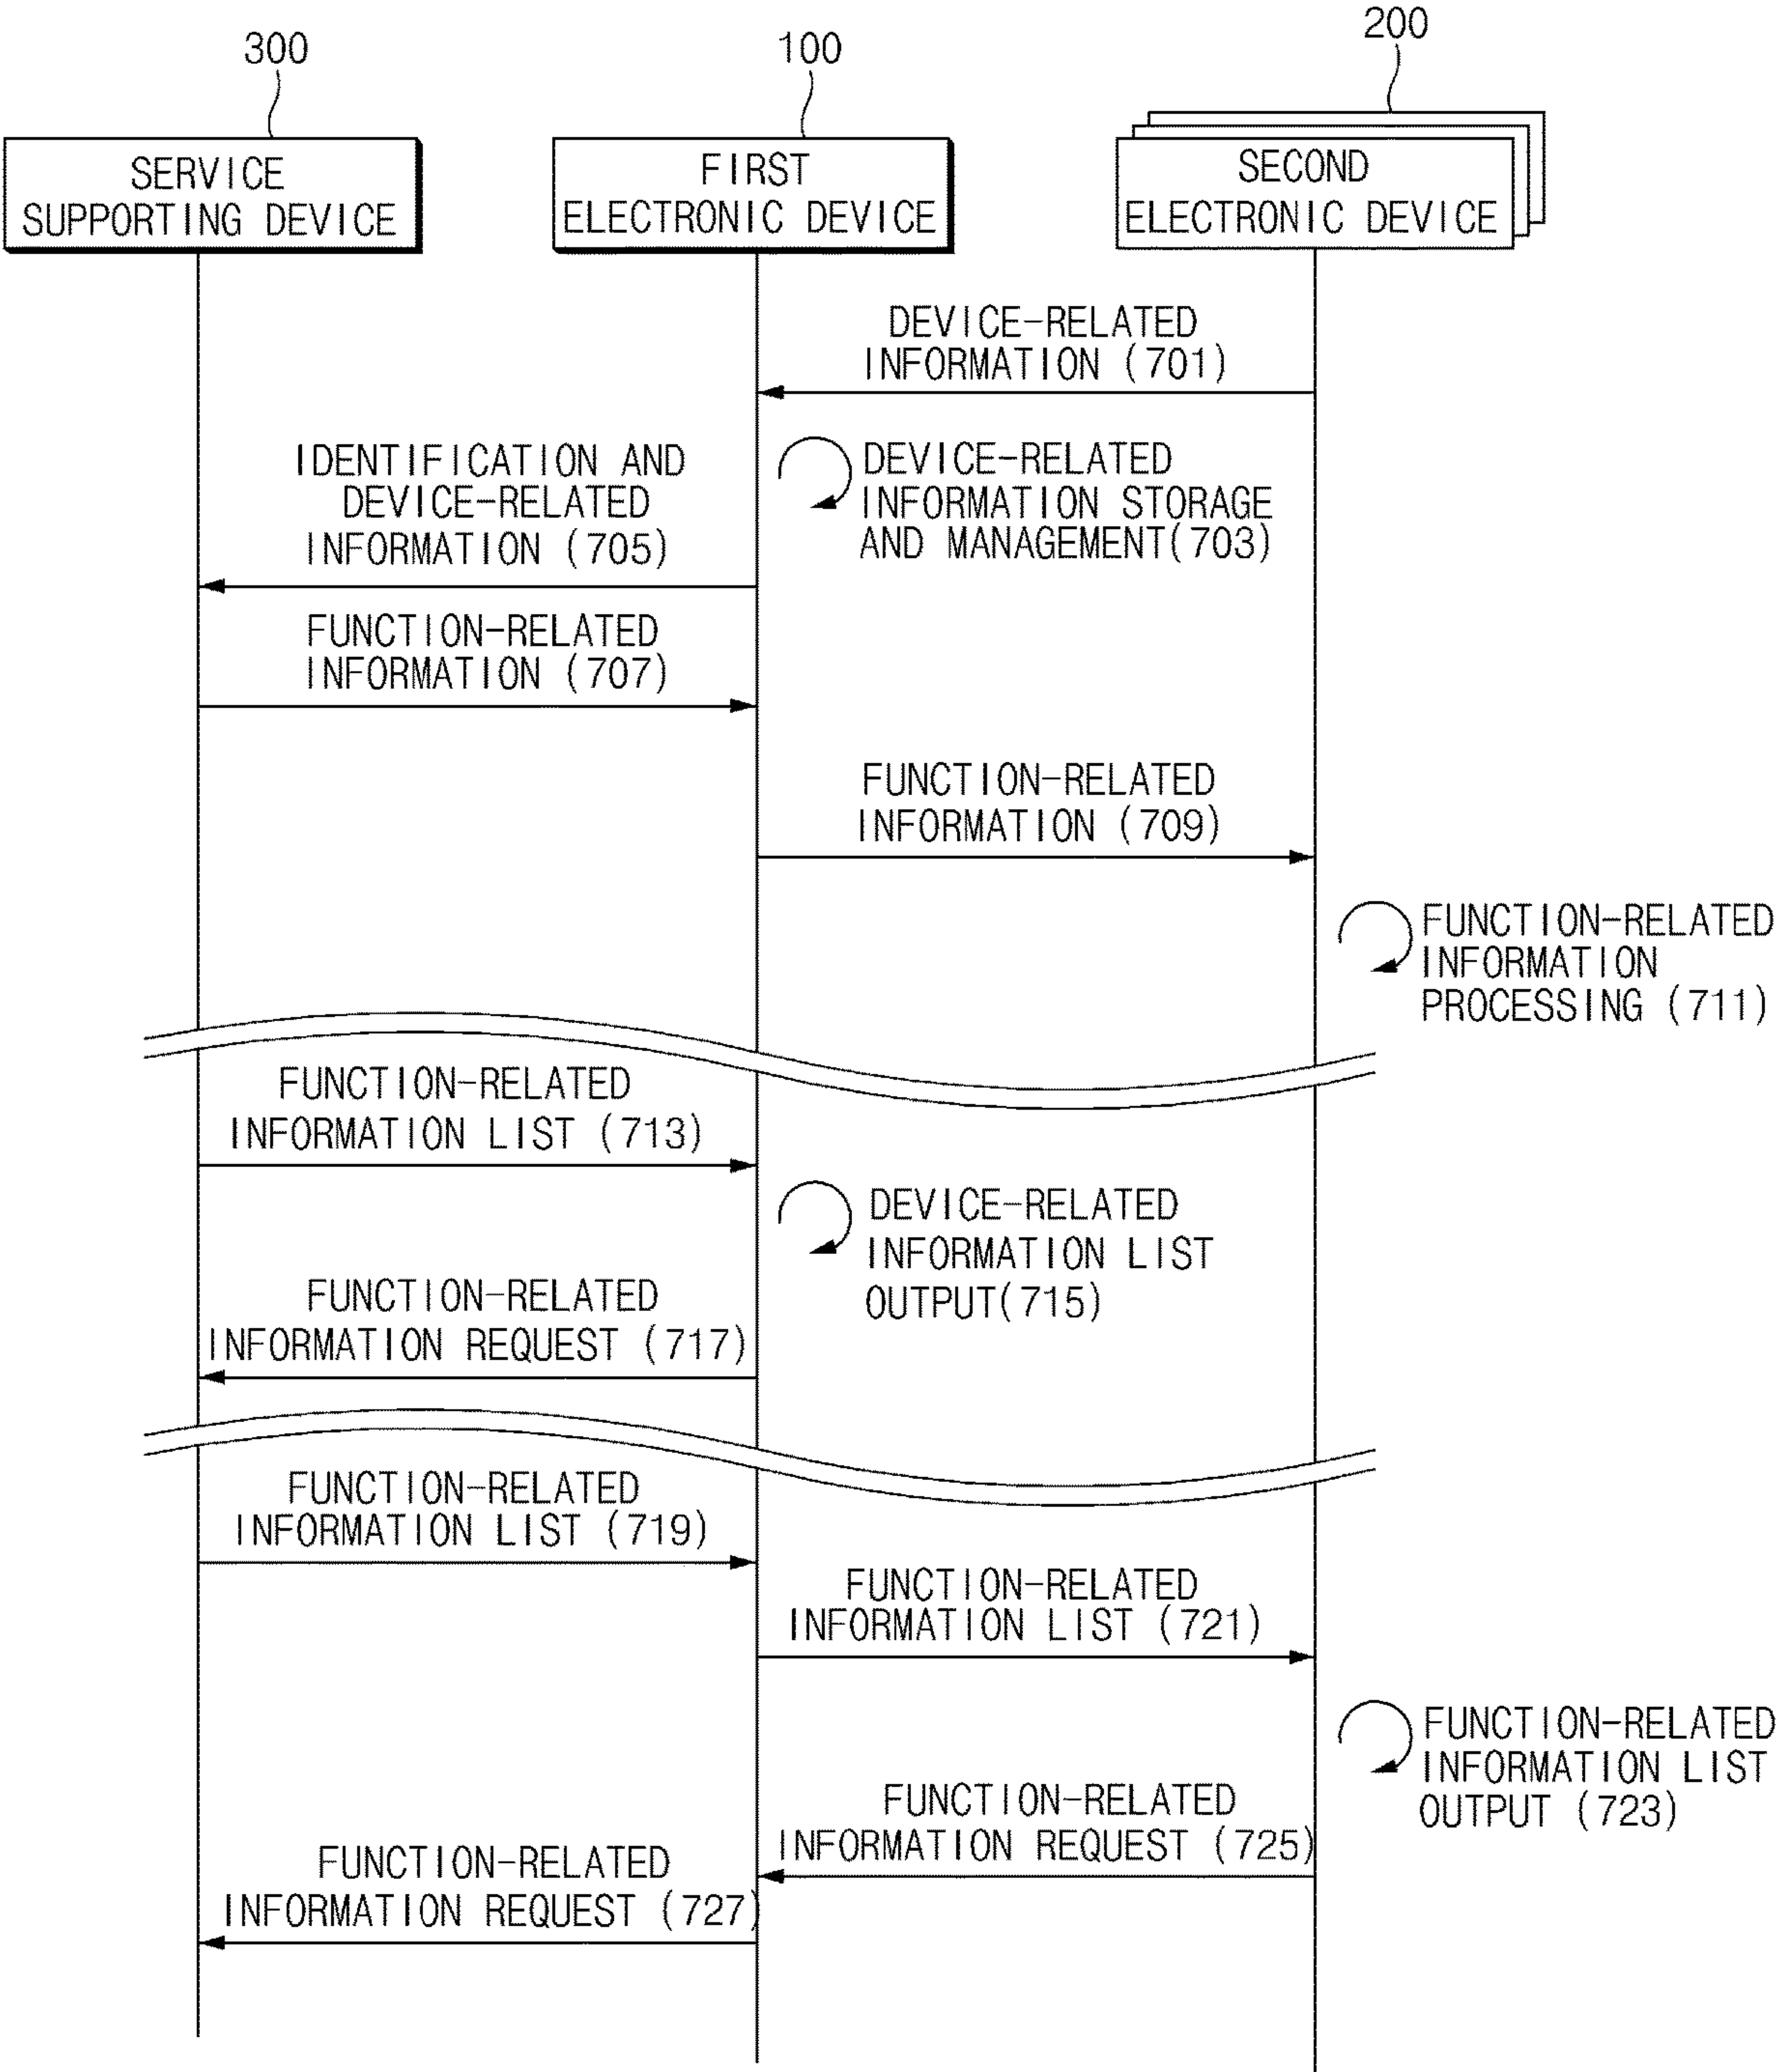 300
100
200
SERVICE
SUPPORTING DEVICE
FIRST
ELECTRONIC DEVICE
SECOND
ELECTRONIC DEVICE
DEVICE-RELATED
INFORMATION (701)
DEVICE-RELATED
INFORMATION STORAGE
AND MANAGEMENT(703)
IDENTIFICATION AND
DEVICE-RELATED
INFORMATION (705)
FUNCTION-RELATED
INFORMATION (707)
FUNCTION-RELATED
INFORMATION (709)
FUNCTION-RELATED
INFORMATION
PROCESSING (711)
FUNCTION-RELATED
INFORMATION LIST (713)
DEVICE-RELATED
INFORMATION LIST
OUTPUT(715)
FUNCTION-RELATED
INFORMATION REQUEST (717)
FUNCTION-RELATED
INFORMATION LIST (719)
FUNCTION-RELATED
INFORMATION LIST (721)
FUNCTION-RELATED
INFORMATION LIST
OUTPUT (723)
FUNCTION-RELATED
INFORMATION REQUEST (725)
FUNCTION-RELATED
INFORMATION REQUEST (727)